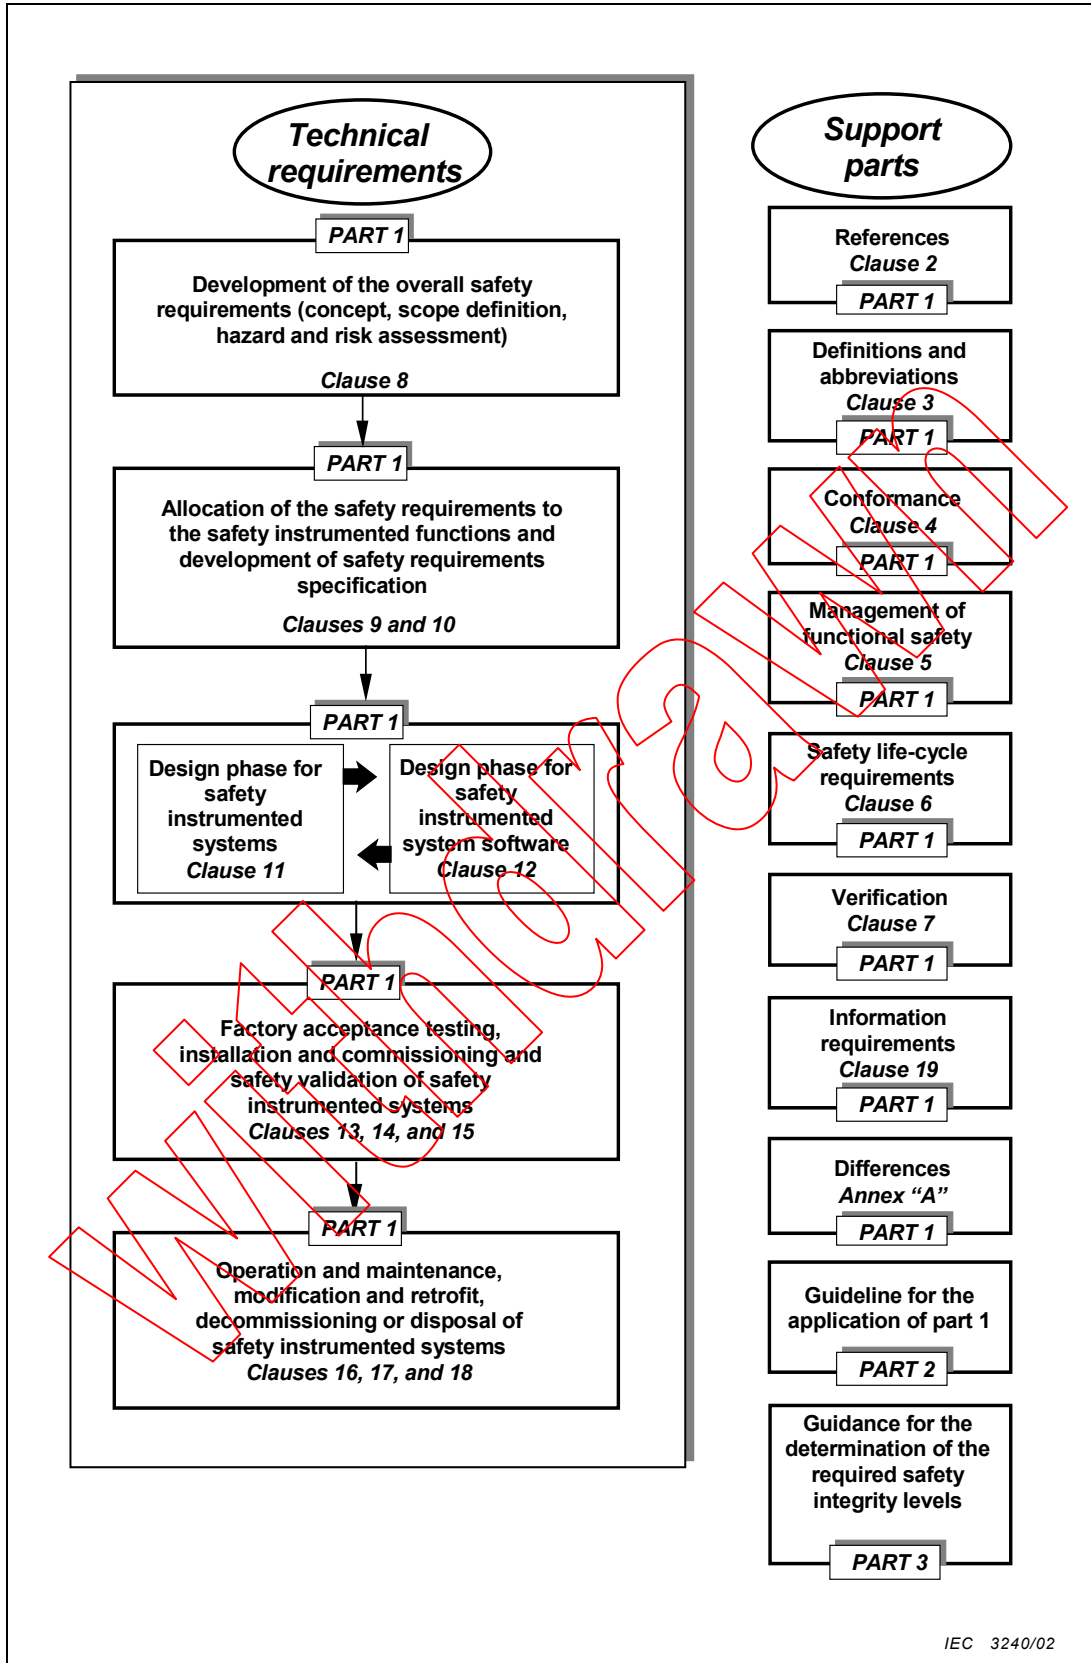 Technical
requirements
PART 1
Development of the overall safety
requirements (concept, scope definition,
hazard and risk assessment)
Clause 8
PART 1
Allocation of the safety requirements to
the safety instrumented functions and
development of safety requirements
specification
Clauses 9 and 10
PART 1
Design phase for
safety
instrumented
systems
Clause 11
Design phase for
safety
instrumented
system software
Clause 12
PART 1
Factory acceptance testing,
installation and commissioning and
safety validation of safety
instrumented systems
Clauses 13, 14, and 15
PART 1
Operation and maintenance,
modification and retrofit,
decommissioning or disposal of
safety instrumented systems
Clauses 16, 17, and 18
Support
parts
References
Clause 2
PART 1
Definitions and
abbreviations
Clause 3
PART 1
Conformance
Clause 4
PART 1
Management of
functional safety
Clause 5
PART 1
Safety life-cycle
requirements
Clause 6
PART 1
Verification
Clause 7
PART 1
Information
requirements
Clause 19
PART 1
Differences
Annex “A”
PART 1
Guideline for the
application of part 1
PART 2
Guidance for the
determination of the
required safety
integrity levels
PART 3
IEC 3240/02
Withdrawn